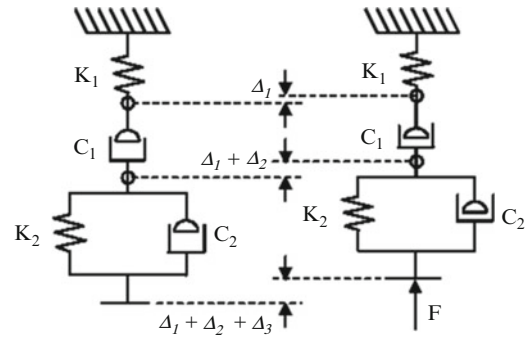 K₁
K₁
Δ₁
C₁
C₁
Δ₁ + Δ₂
K₂
C₂
K₂
C₂
Δ₁ + Δ₂ + Δ₃
F